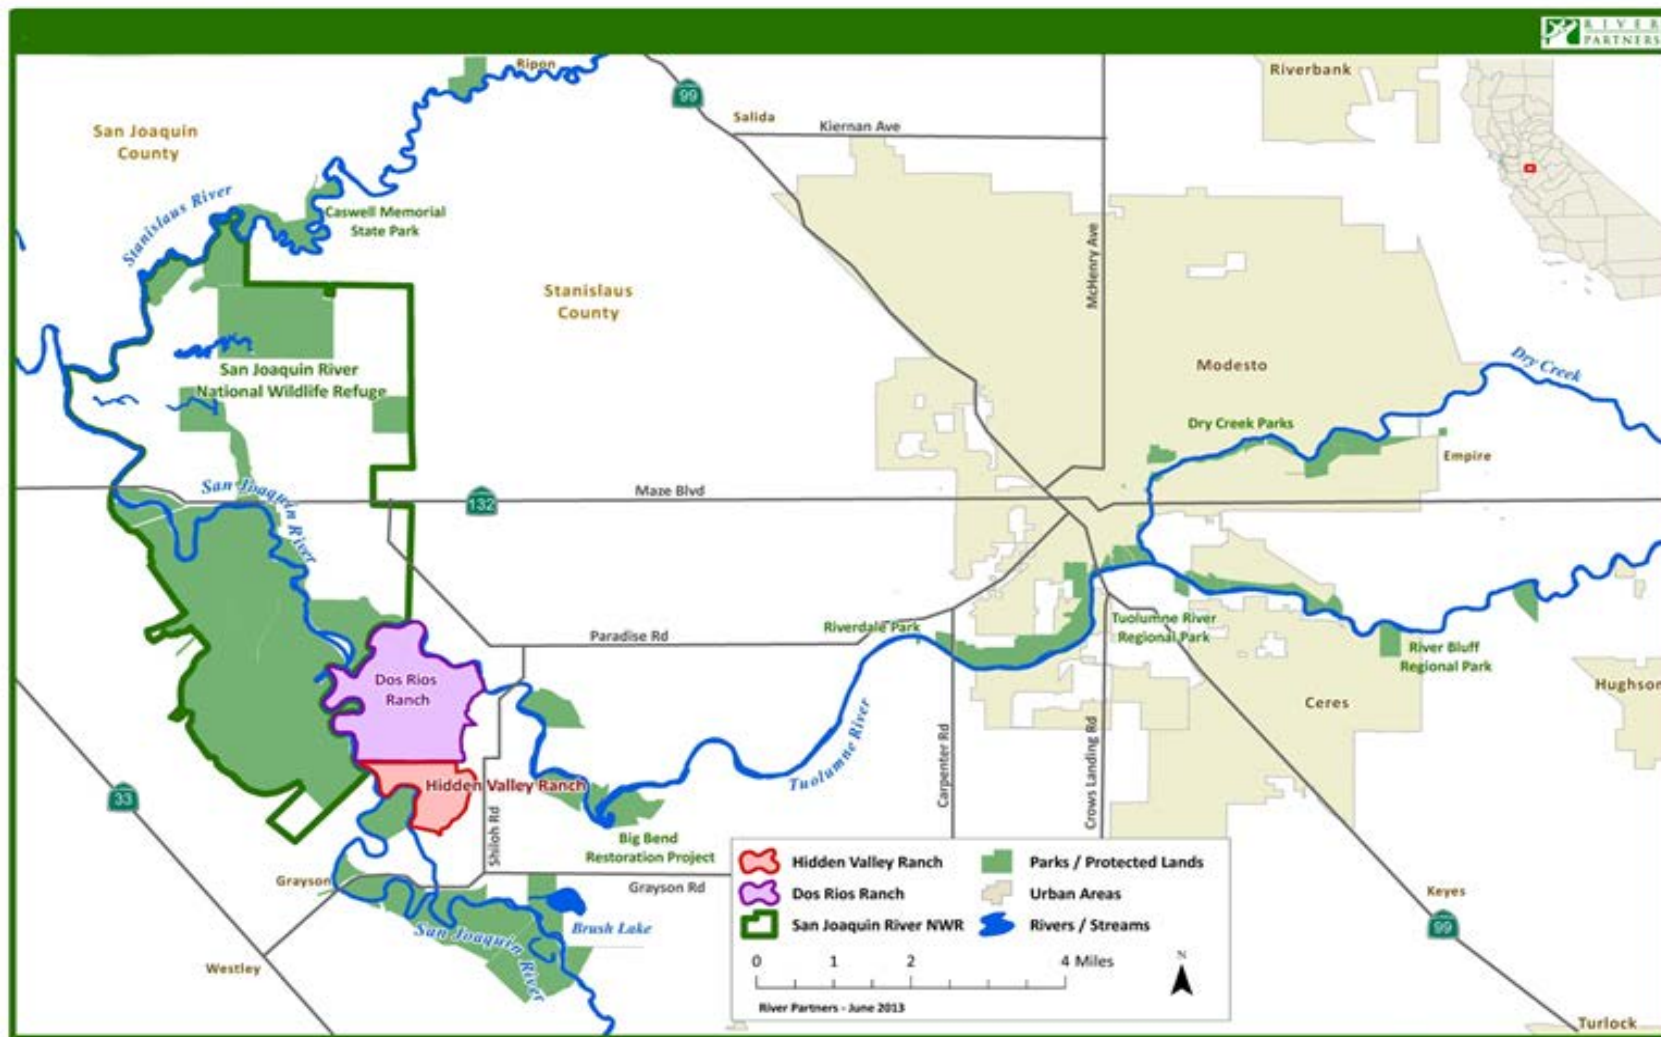 RIVER
PARTNERS
Ripon
Riverbank
99
San Joaquin
County
Salida
Kiernan Ave
Stanislaus River
Caswell Memorial
State Park
McHenry Ave
Stanislaus
County
San Joaquin River
National Wildlife Refuge
Modesto
Dry Creek
Dry Creek Parks
Empire
San Joaquin River
132
Maze Blvd
Riverdale Park
Paradise Rd
Tuolumne River
Regional Park
River Bluff
Regional Park
Dos Rios
Ranch
Hughson
Ceres
Tuolumne River
Carpenter Rd
Crows Landing Rd
Hidden Valley Ranch
33
Shiloh Rd
Big Bend
Restoration Project
Grayson
Grayson Rd
Brush Lake
San Joaquin River
Westley
Keyes
99
Turlock
Hidden Valley Ranch
Parks / Protected Lands
Dos Rios Ranch
Urban Areas
San Joaquin River NWR
Rivers / Streams
0 1 2 4 Miles
N
River Partners - June 2013